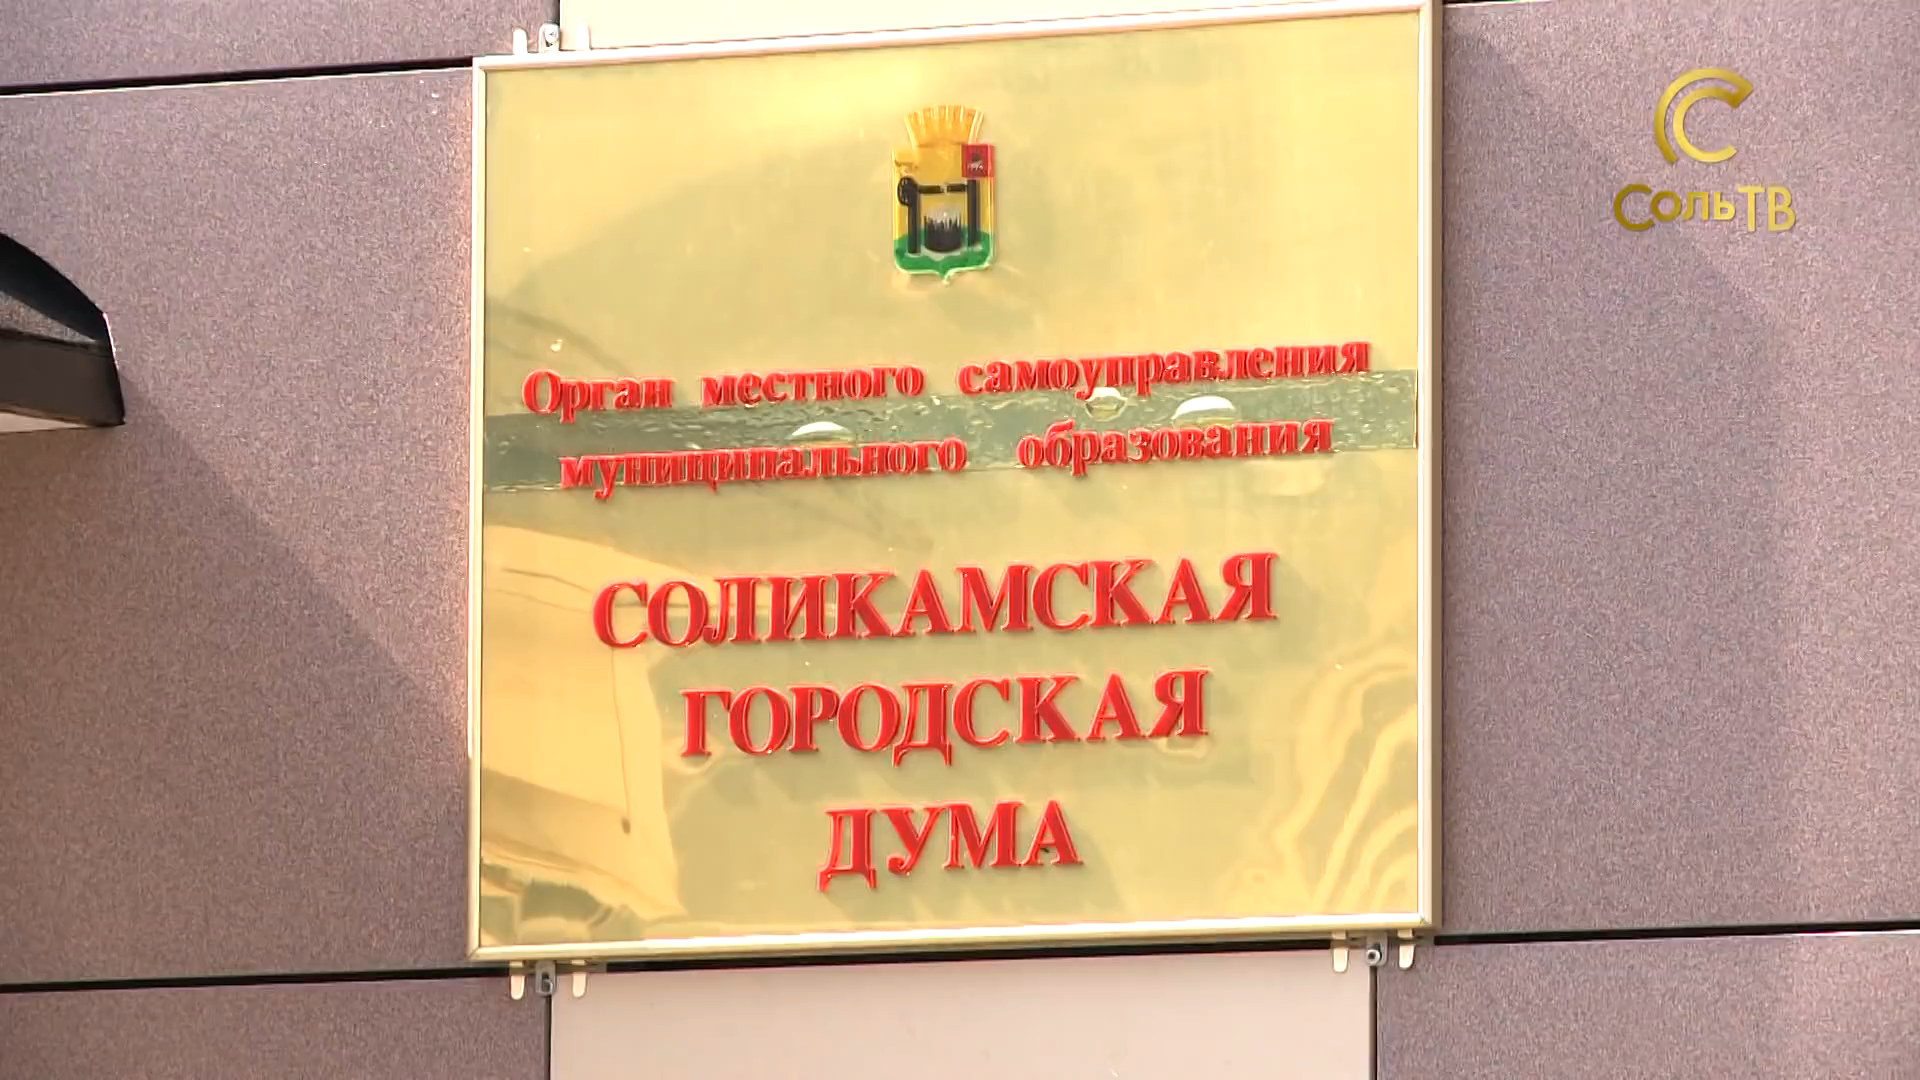 СОЛЬТВ
Орган местного самоуправления
муниципального образования
СОЛИКАМСКАЯ
ГОРОДСКАЯ
ДУМА